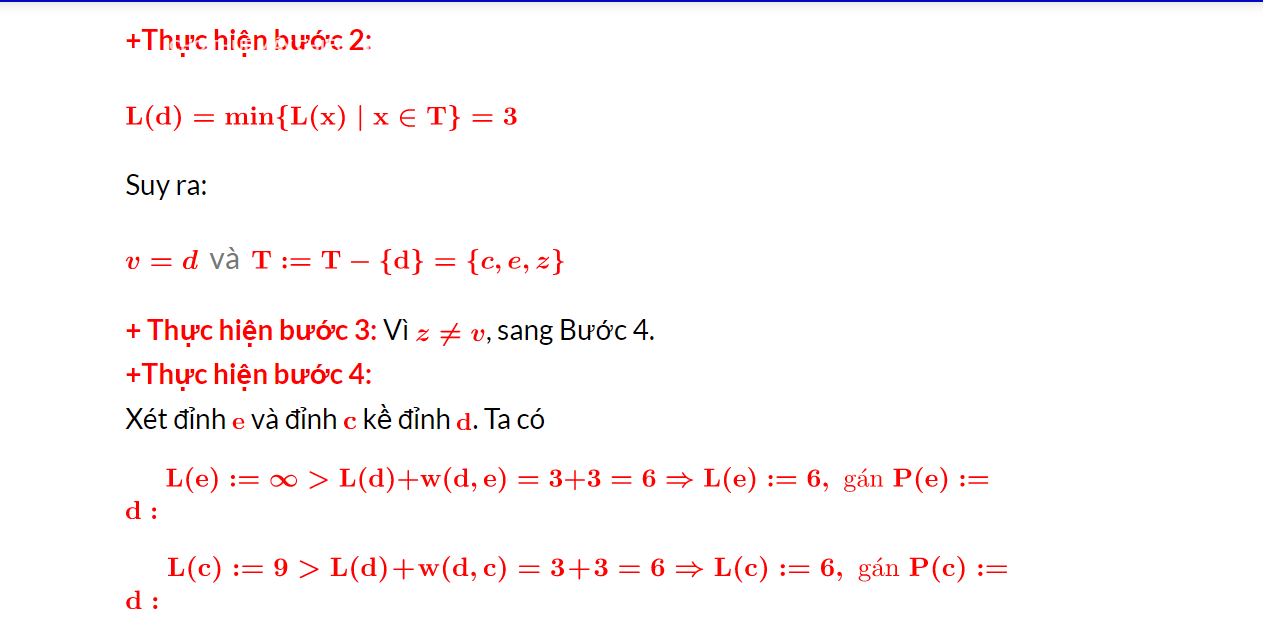 +Thực hiện bước 2:
L(d) = min{L(x) | x ∈ T} = 3
Suy ra:
v = d và T := T − {d} = {c, e, z}
+ Thực hiện bước 3: Vì z ≠ v, sang Bước 4.
+Thực hiện bước 4:
Xét đỉnh e và đỉnh c kề đỉnh d. Ta có
L(e) := ∞ > L(d)+w(d, e) = 3+3 = 6 ⇒ L(e) := 6, gán P(e) :=
d :
L(c) := 9 > L(d)+w(d, c) = 3+3 = 6 ⇒ L(c) := 6, gán P(c) :=
d :